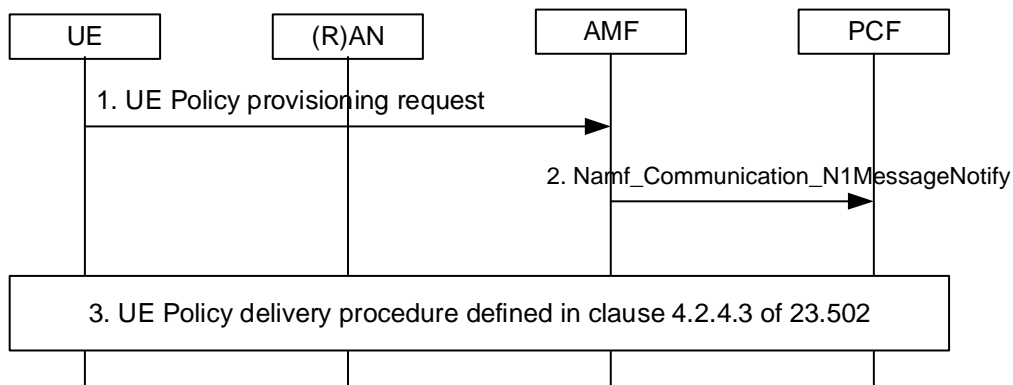 UE
(R)AN
AMF
PCF
1. UE Policy provisioning request
2. Namf_Communication_N1MessageNotify
3. UE Policy delivery procedure defined in clause 4.2.4.3 of 23.502